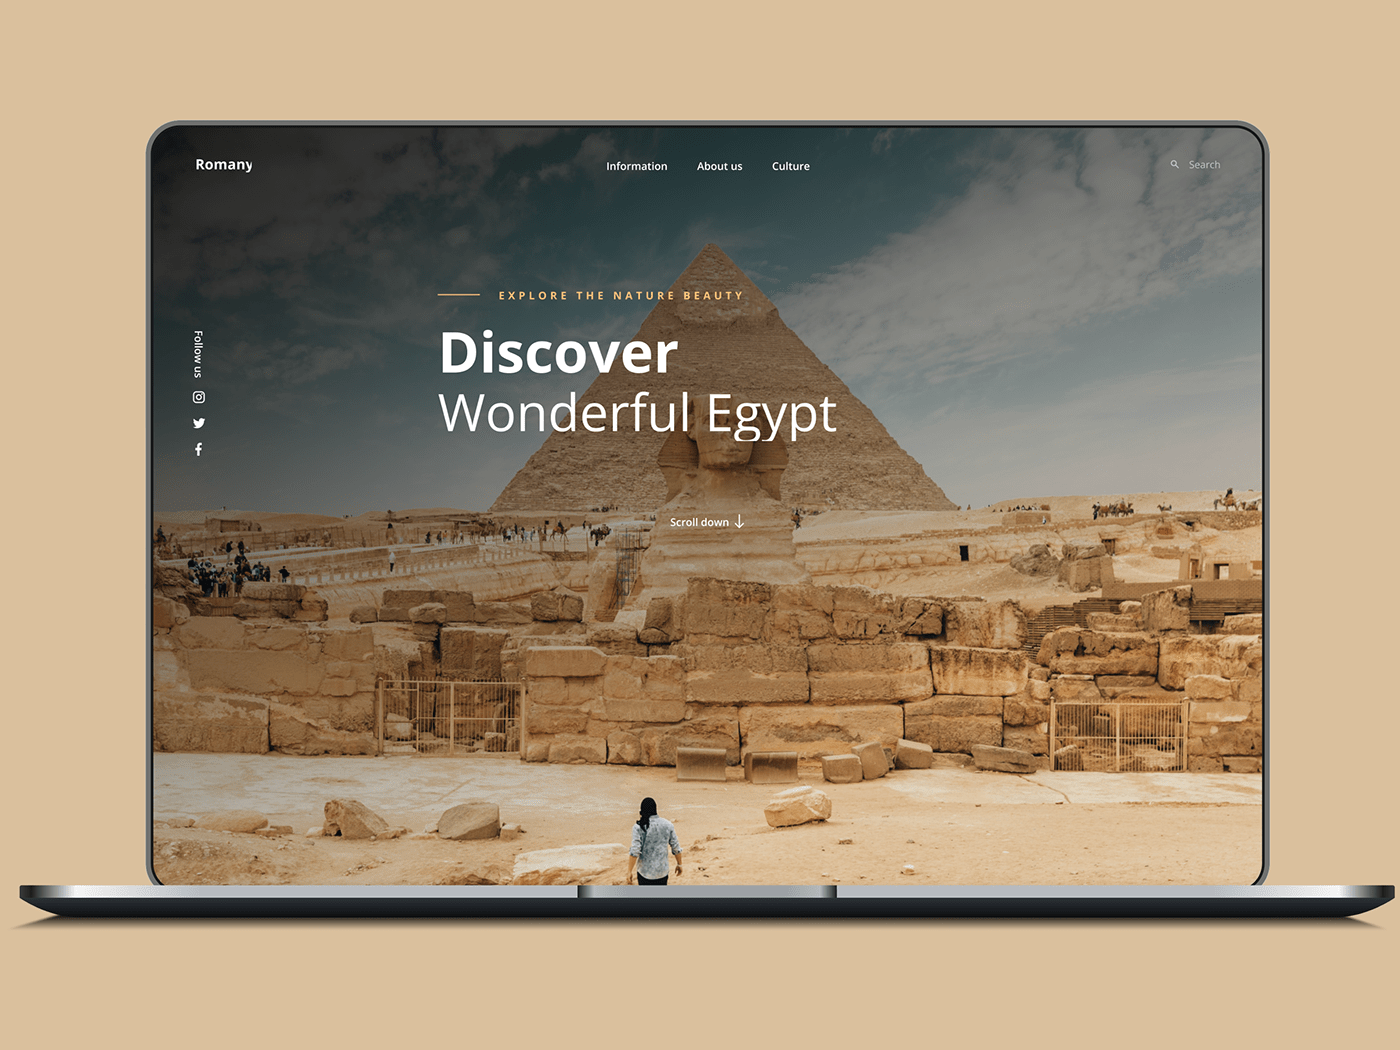 Romany
Information
About us
Culture
Search
EXPLORE THE NATURE BEAUTY
Discover
Wonderful Egypt
Follow us
Scroll down